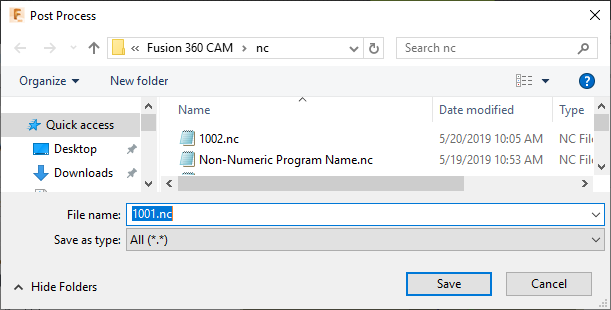 Post Process
« Fusion 360 CAM › nc Search nc
Organize New folder
Quick access
Desktop
Downloads
Name Date modified Type
1002.nc 5/20/2019 10:05 AM NC File
Non-Numeric Program Name.nc 5/19/2019 10:53 AM NC File
File name: 1001.nc
Save as type: All (*.*)
Hide Folders Save Cancel